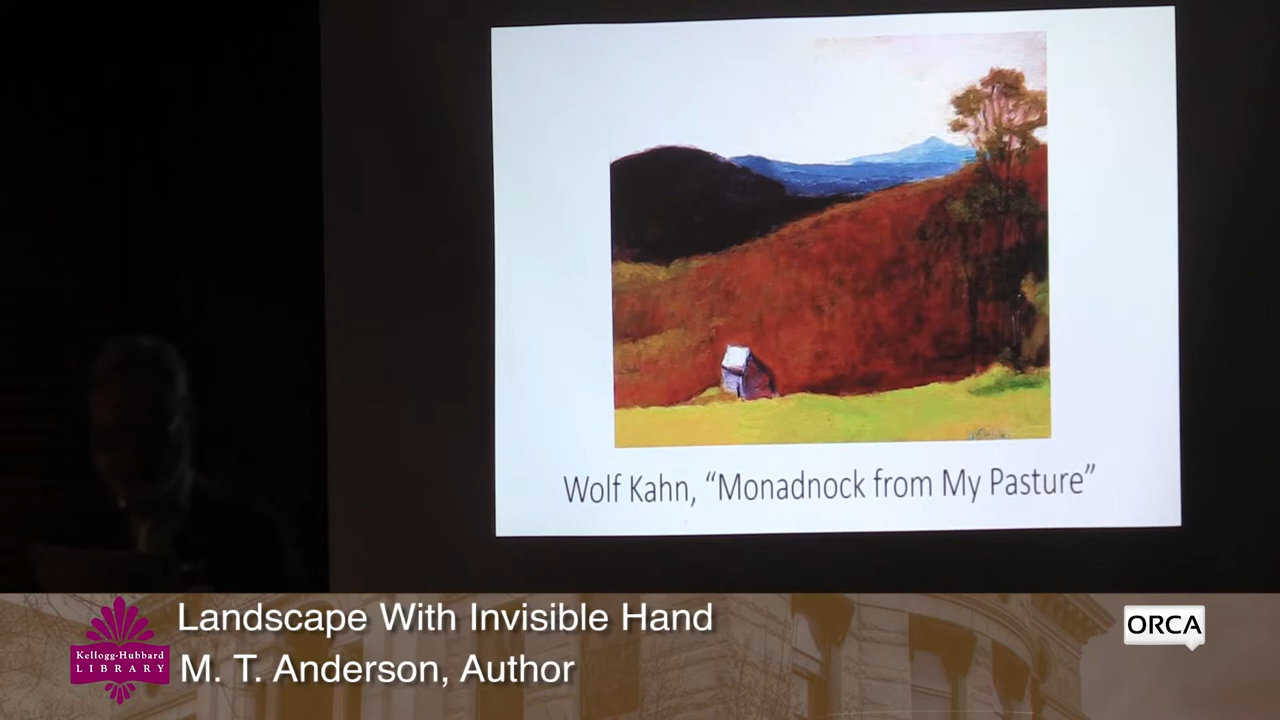 Wolf Kahn, “Monadnock from My Pasture”
Landscape With Invisible Hand
M. T. Anderson, Author
Kellogg-Hubbard
LIBRARY
ORCA